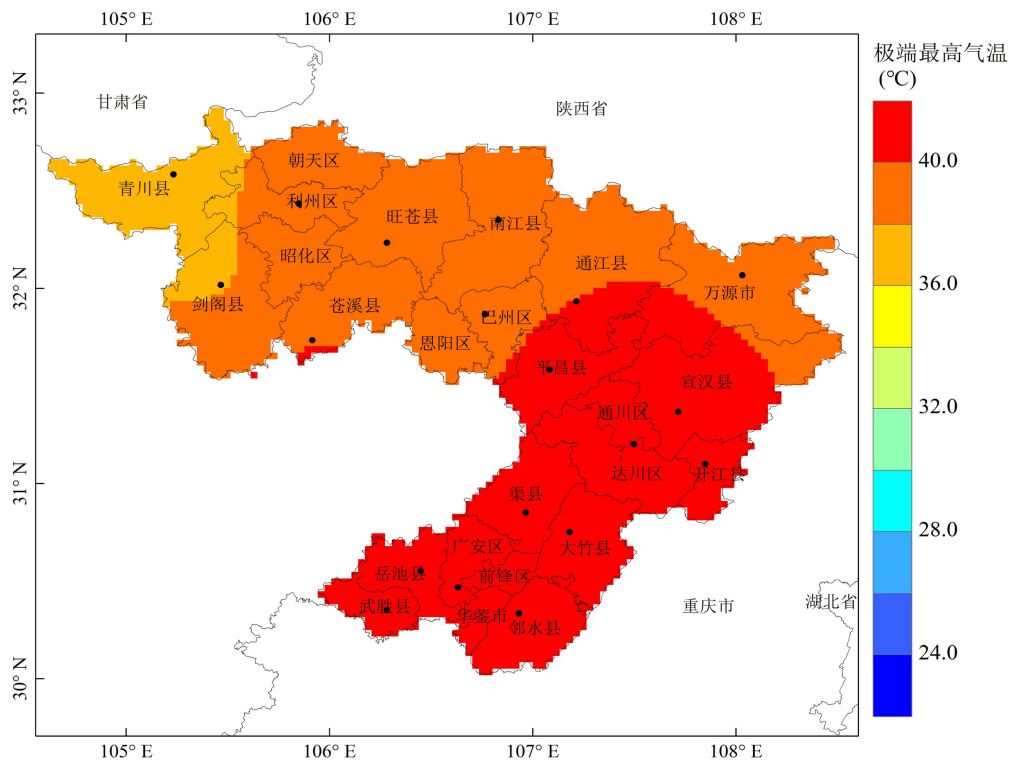 105° E
106° E
107° E
108° E
极端最高气温
(℃)
33° N
甘肃省
陕西省
40.0
朝天区
青川县
利州区
旺苍县
南江县
36.0
昭化区
通江县
32° N
万源市
剑阁县
苍溪县
巴州区
恩阳区
32.0
平昌县
宣汉县
通川区
31° N
达川区
开江县
渠县
28.0
广安区
大竹县
岳池县
前锋区
武胜县
华蓥市
邻水县
重庆市
湖北省
24.0
30° N
105° E
106° E
107° E
108° E